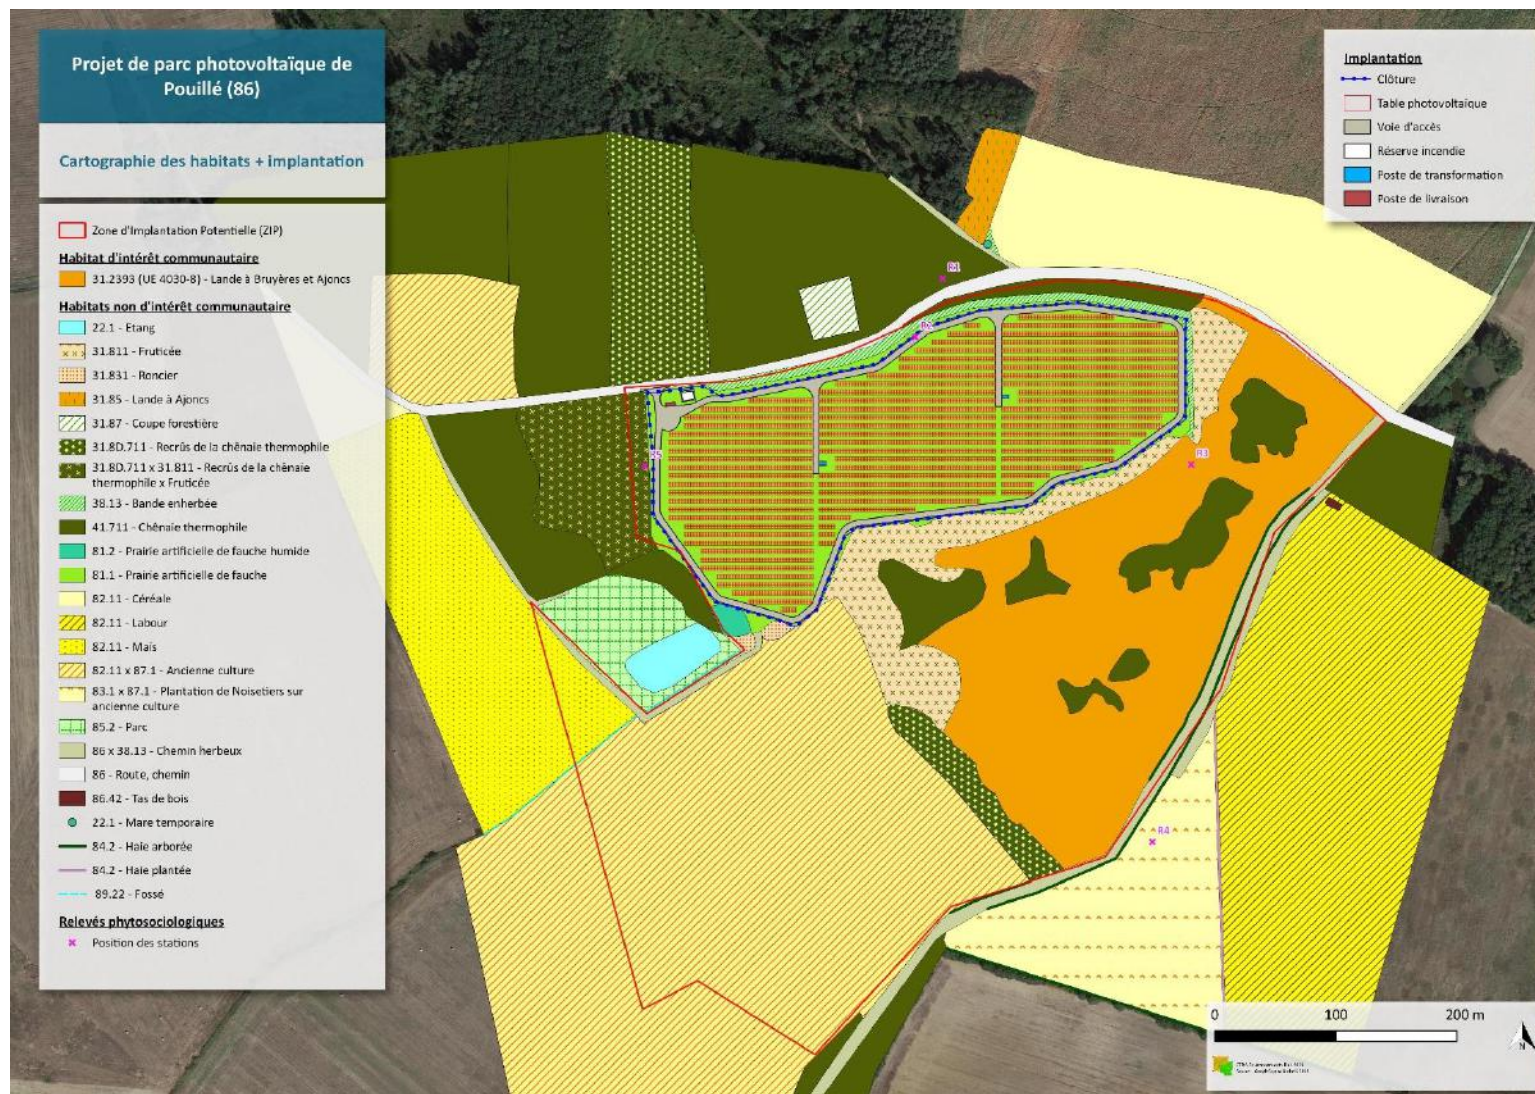 Projet de parc photovoltaïque de
Pouillé (86)
Cartographie des habitats + implantation
Zone d'Implantation Potentielle (ZIP)
Habitat d'intérêt communautaire
31.2393 (UE 4030-8) - Lande à Bruyères et Ajoncs
Habitats non d'intérêt communautaire
22.1 - Etang
31.811 - Fruticée
31.831 - Roncier
31.85 - Lande à Ajoncs
31.87 - Coupe forestière
31.8D.711 - Recrûs de la chênaie thermophile
31.8D.711 x 31.811 - Recrûs de la chênaie
thermophile x Fruticée
38.13 - Bande enherbée
41.711 - Chênaie thermophile
81.2 - Prairie artificielle de fauche humide
81.1 - Prairie artificielle de fauche
82.11 - Céréale
82.11 - Labour
82.11 - Maïs
82.11 x 87.1 - Ancienne culture
83.1 x 87.1 - Plantation de Noisetiers sur
ancienne culture
85.2 - Parc
86 x 38.13 - Chemin herbeux
86 - Route, chemin
86.42 - Tas de bois
22.1 - Mare temporaire
84.2 - Haie arborée
84.2 - Haie plantée
89.22 - Fossé
Relevés phytosociologiques
Position des stations
Implantation
Clôture
Table photovoltaïque
Voie d'accès
Réserve incendie
Poste de transformation
Poste de livraison
R1
R2
R5
R3
R4
0 100 200 m
N